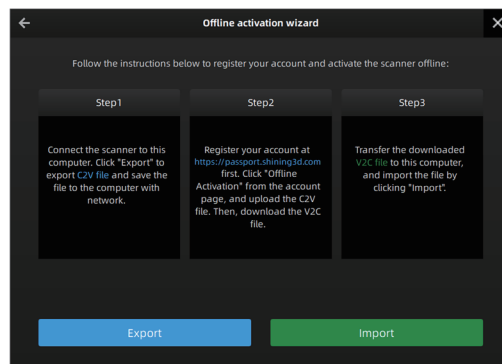 Offline activation wizard
Follow the instructions below to register your account and activate the scanner offline:
Step1
Connect the scanner to this
computer. Click "Export" to
export C2V file and save the
file to the computer with
network.
Step2
Register your account at
https://passport.shining3d.com
first. Click "Offline
Activation" from the account
page, and upload the C2V
file. Then, download the V2C
file.
Step3
Transfer the downloaded
V2C file to this computer,
and import the file by
clicking "Import".
Export
Import